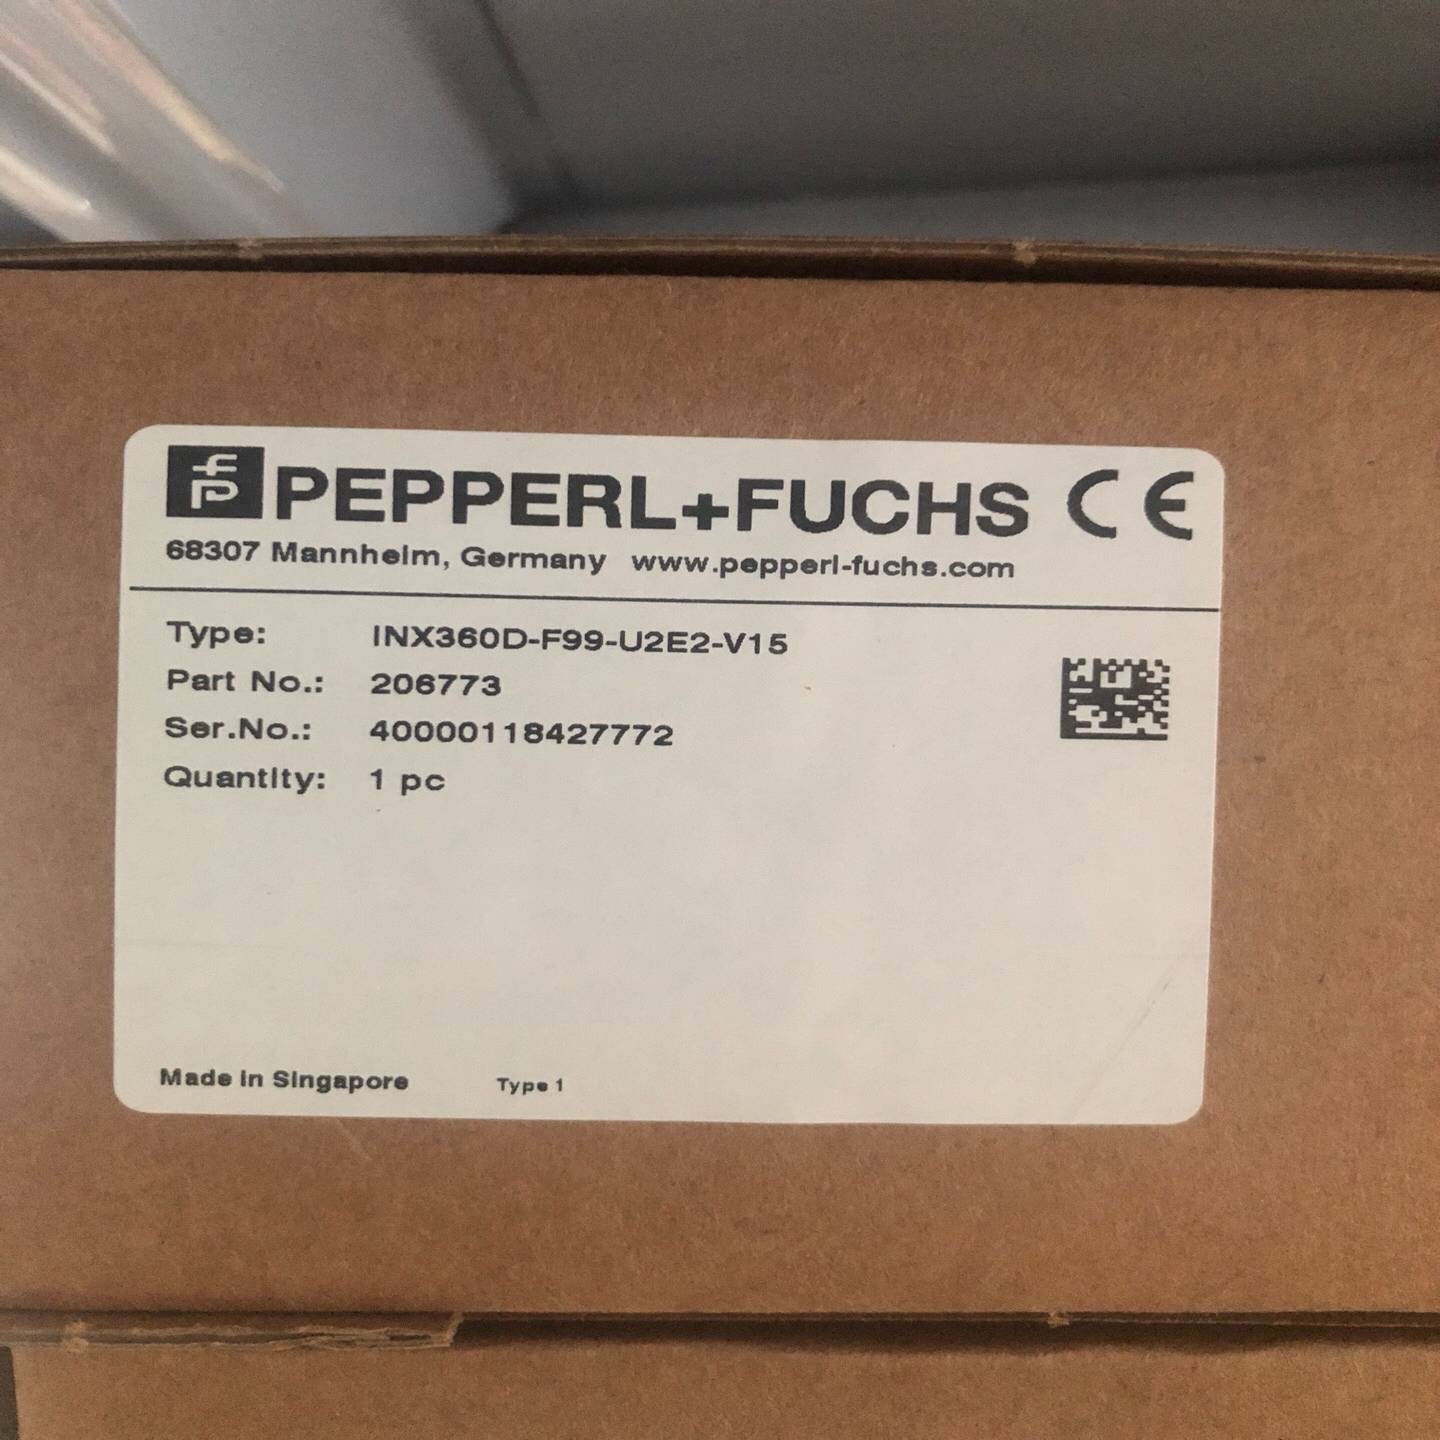 PEPPERL+FUCHS CE
68307 Mannheim, Germany www.pepperl-fuchs.com
Type: INX360D-F99-U2E2-V15
Part No.: 206773
Ser.No.: 40000118427772
Quantity: 1 pc
Made in Singapore Type 1